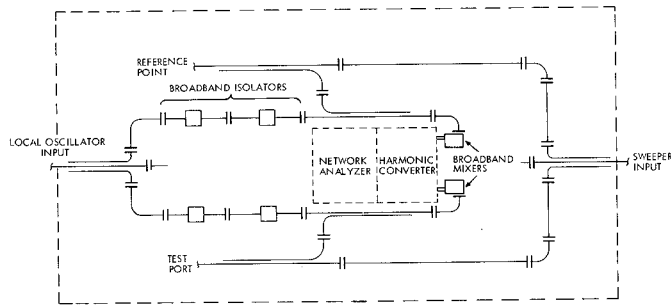 REFERENCE
POINT
BROADBAND ISOLATORS
LOCAL OSCILLATOR
INPUT
NETWORK
ANALYZER
HARMONIC
CONVERTER
BROADBAND
MIXERS
SWEEPER
INPUT
TEST
PORT